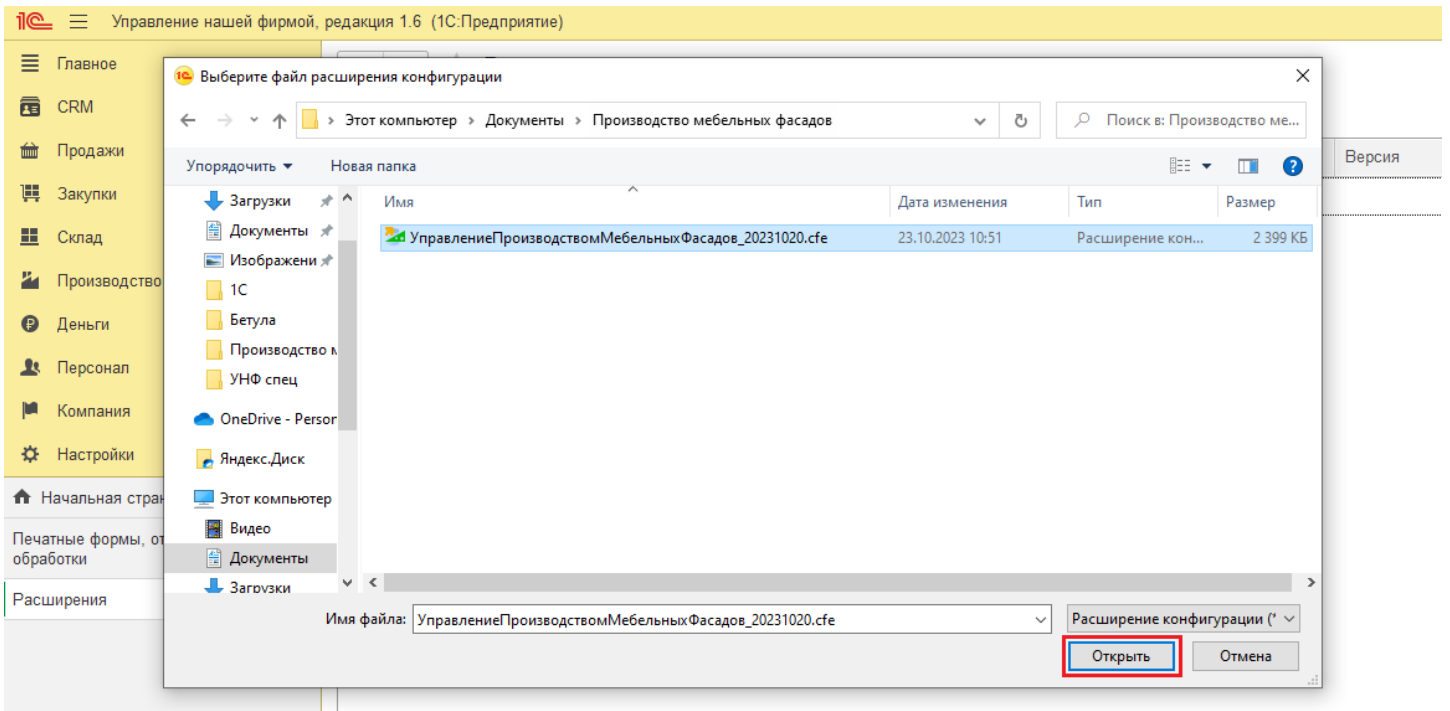 1С Управление нашей фирмой, редакция 1.6 (1С:Предприятие)
Главное
CRM
Продажи
Закупки
Склад
Производство
Деньги
Персонал
Компания
Настройки
Начальная стран
Печатные формы, от
обработки
Расширения
Версия
Выберите файл расширения конфигурации
Этот компьютер › Документы › Производство мебельных фасадов
Поиск в: Производство ме...
Упорядочить
Новая папка
Загрузки
Документы
Изображени
1С
Бетула
Производство м
УНФ спец
OneDrive - Person
Яндекс.Диск
Этот компьютер
Видео
Документы
Загрузки
Имя Дата изменения Тип Размер
УправлениеПроизводствомМебельныхФасадов_20231020.cfe 23.10.2023 10:51 Расширение кон... 2 399 КБ
Имя файла: УправлениеПроизводствомМебельныхФасадов_20231020.cfe
Расширение конфигурации (*
Открыть Отмена